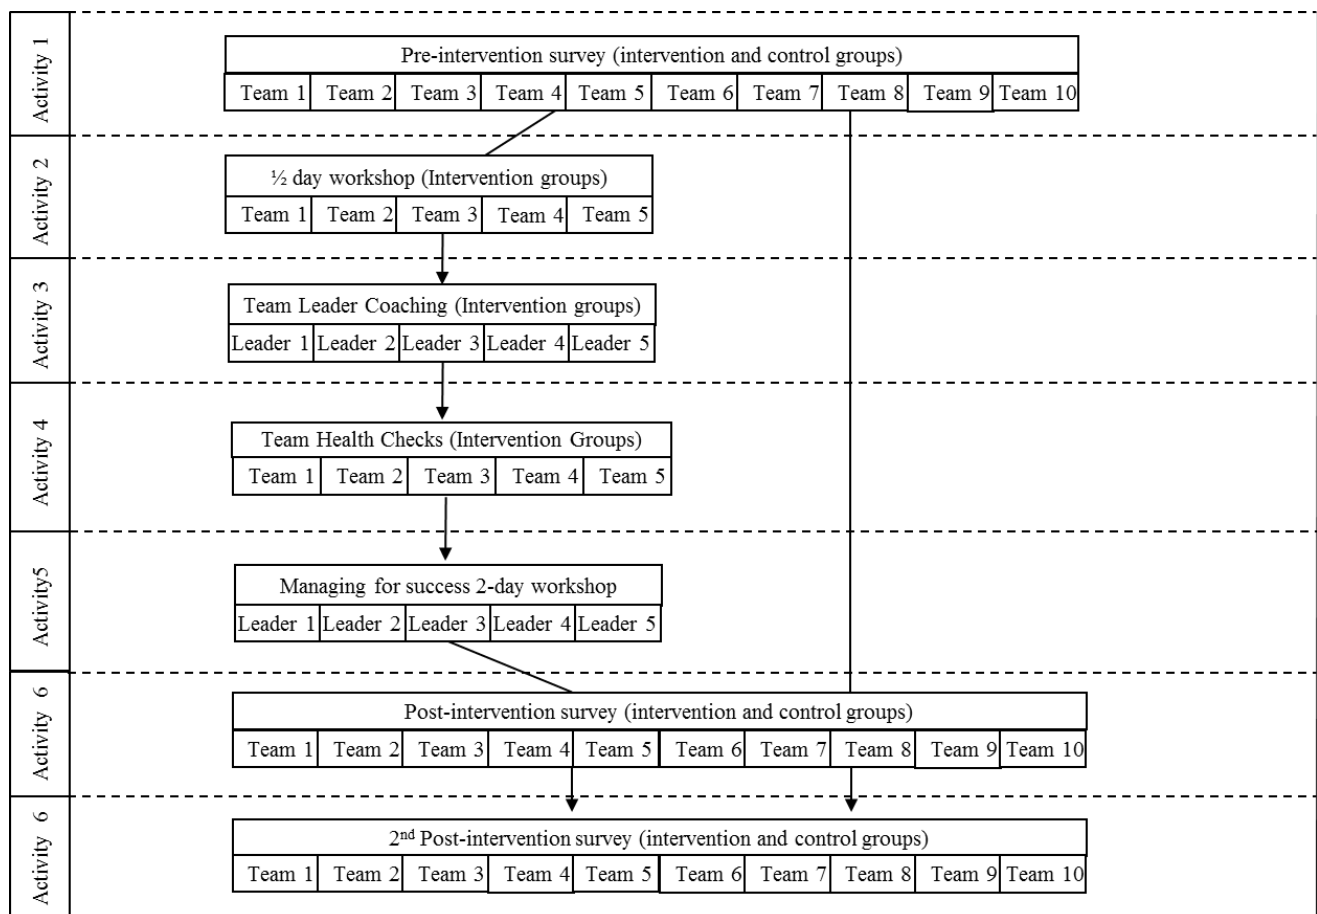 Activity 1
Pre-intervention survey (intervention and control groups)
Team 1 Team 2 Team 3 Team 4 Team 5 Team 6 Team 7 Team 8 Team 9 Team 10
Activity 2
½ day workshop (Intervention groups)
Team 1 Team 2 Team 3 Team 4 Team 5
Activity 3
Team Leader Coaching (Intervention groups)
Leader 1 Leader 2 Leader 3 Leader 4 Leader 5
Activity 4
Team Health Checks (Intervention Groups)
Team 1 Team 2 Team 3 Team 4 Team 5
Activity5
Managing for success 2-day workshop
Leader 1 Leader 2 Leader 3 Leader 4 Leader 5
Activity 6
Post-intervention survey (intervention and control groups)
Team 1 Team 2 Team 3 Team 4 Team 5 Team 6 Team 7 Team 8 Team 9 Team 10
Activity 6
2nd Post-intervention survey (intervention and control groups)
Team 1 Team 2 Team 3 Team 4 Team 5 Team 6 Team 7 Team 8 Team 9 Team 10